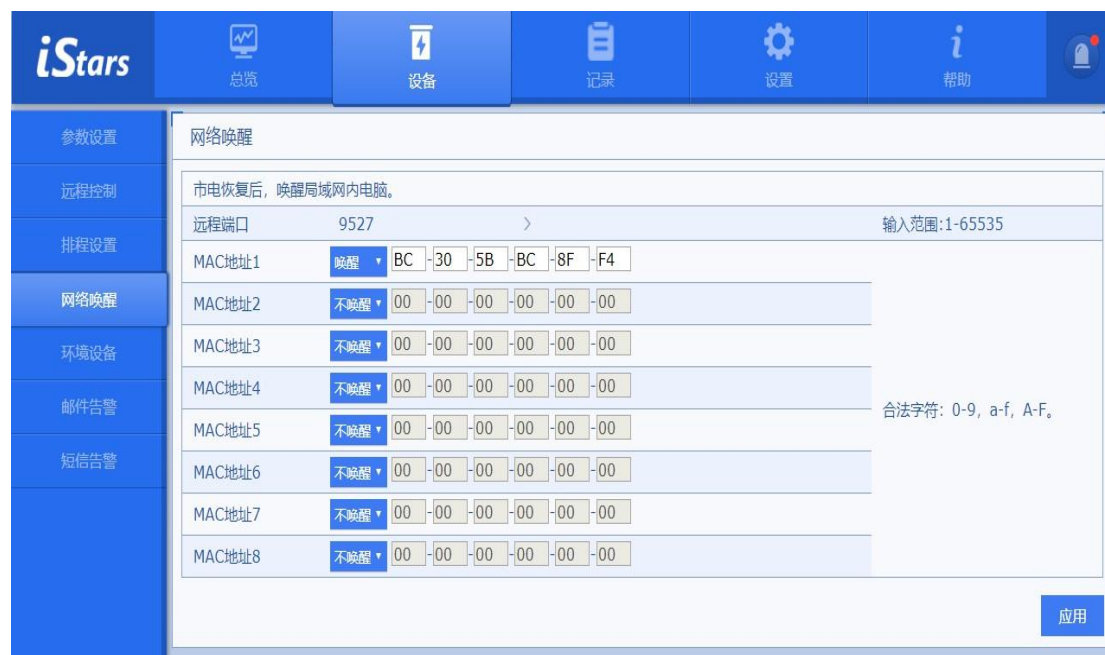 iStars
总览
设备
记录
设置
帮助
参数设置
远程控制
排程设置
网络唤醒
环境设备
邮件告警
短信告警
网络唤醒
市电恢复后，唤醒局域网内电脑。
远程端口 9527 输入范围:1-65535
MAC地址1 唤醒 BC -30 -5B -BC -8F -F4
MAC地址2 不唤醒 00 -00 -00 -00 -00 -00
MAC地址3 不唤醒 00 -00 -00 -00 -00 -00
MAC地址4 不唤醒 00 -00 -00 -00 -00 -00
合法字符: 0-9, a-f, A-F。
MAC地址5 不唤醒 00 -00 -00 -00 -00 -00
MAC地址6 不唤醒 00 -00 -00 -00 -00 -00
MAC地址7 不唤醒 00 -00 -00 -00 -00 -00
MAC地址8 不唤醒 00 -00 -00 -00 -00 -00
应用